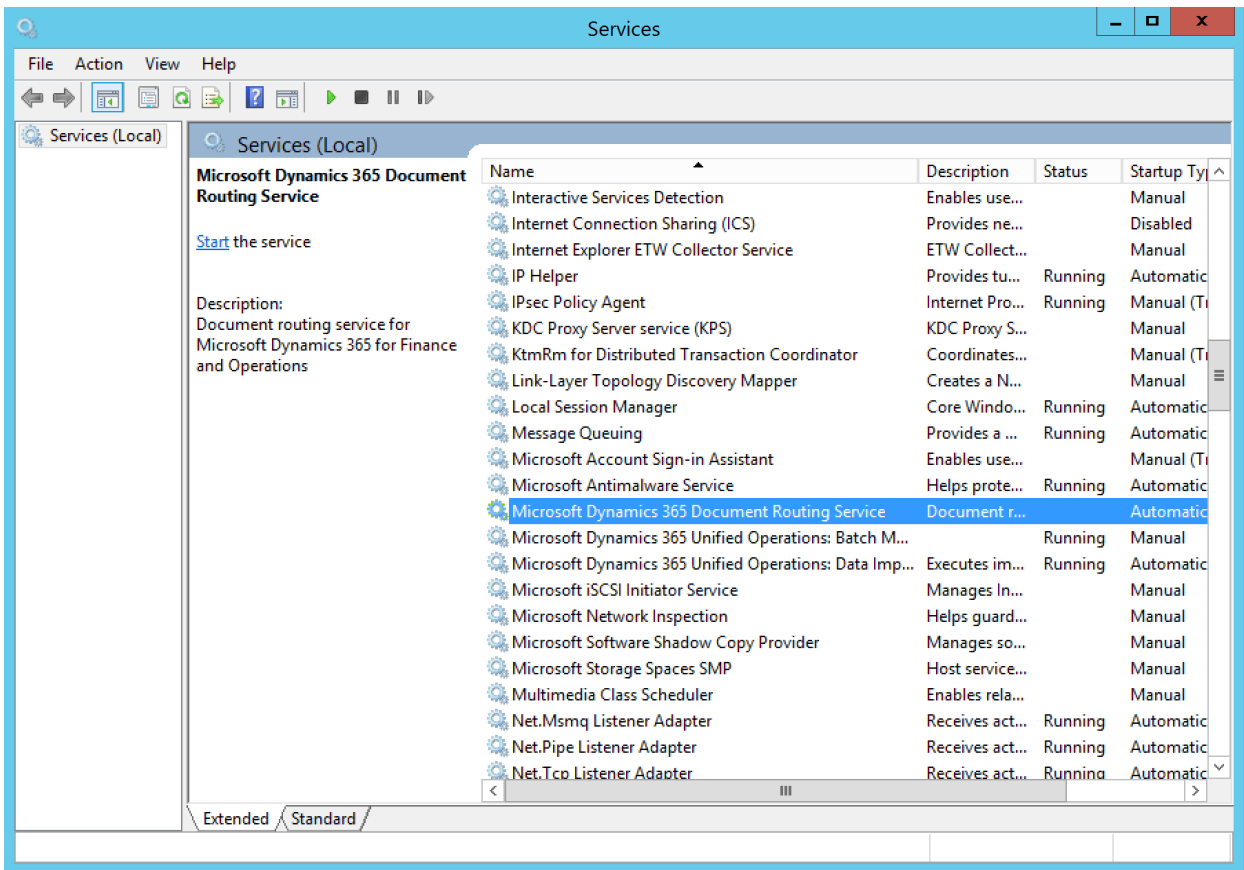 Services
File Action View Help
Services (Local)
Services (Local)
Microsoft Dynamics 365 Document
Routing Service
Start the service
Description:
Document routing service for
Microsoft Dynamics 365 for Finance
and Operations
Name Description Status Startup Typ
Interactive Services Detection Enables use... Manual
Internet Connection Sharing (ICS) Provides ne... Disabled
Internet Explorer ETW Collector Service ETW Collect... Manual
IP Helper Provides tu... Running Automatic
IPsec Policy Agent Internet Pro... Running Manual (Tr
KDC Proxy Server service (KPS) KDC Proxy S... Manual
KtmRm for Distributed Transaction Coordinator Coordinates... Manual (Tr
Link-Layer Topology Discovery Mapper Creates a N... Manual
Local Session Manager Core Windo... Running Automatic
Message Queuing Provides a ... Running Automatic
Microsoft Account Sign-in Assistant Enables use... Manual (Tr
Microsoft Antimalware Service Helps prote... Running Automatic
Microsoft Dynamics 365 Document Routing Service Document r... Automatic
Microsoft Dynamics 365 Unified Operations: Batch M... Running Manual
Microsoft Dynamics 365 Unified Operations: Data Imp... Executes im... Running Automatic
Microsoft iSCSI Initiator Service Manages In... Manual
Microsoft Network Inspection Helps guard... Manual
Microsoft Software Shadow Copy Provider Manages so... Manual
Microsoft Storage Spaces SMP Host service... Manual
Multimedia Class Scheduler Enables rela... Manual
Net.Msmq Listener Adapter Receives act... Running Automatic
Net.Pipe Listener Adapter Receives act... Running Automatic
Net.Tcp Listener Adapter Receives act... Running Automatic
Extended Standard